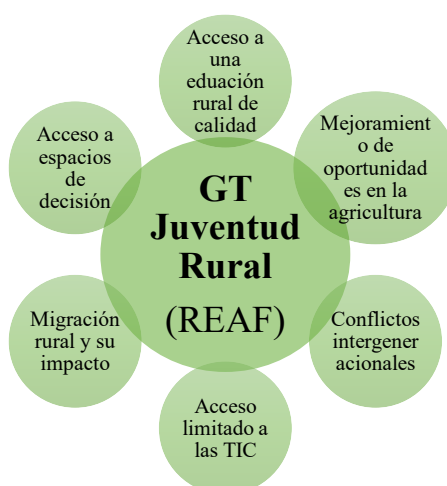 Acceso a
una
eduación
rural de
calidad
Mejoramient
o de
oportunidad
es en la
agricultura
Conflictos
intergener
acionales
Acceso
limitado a
las TIC
Migración
rural y su
impacto
Acceso a
espacios
de
decisión
GT
Juventud
Rural
(REAF)